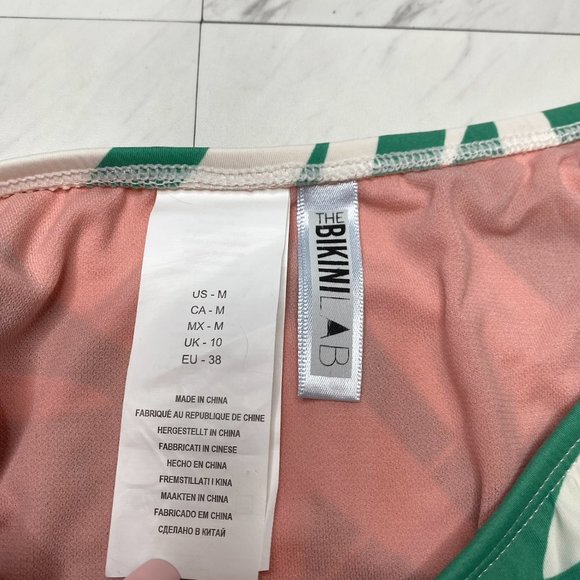 US - M
CA - M
MX - M
UK - 10
EU - 38
MADE IN CHINA
FABRIQUÉ AU REPUBLIQUE DE CHINE
HERGESTELLT IN CHINA
FABBRICATI IN CINESE
HECHO EN CHINA
FREMSTILLATI I KINA
MAAKTEN IN CHINA
FABRICADO EM CHINA
СДЕЛАНО В КИТАЙ
THE
BIKINI
LAB